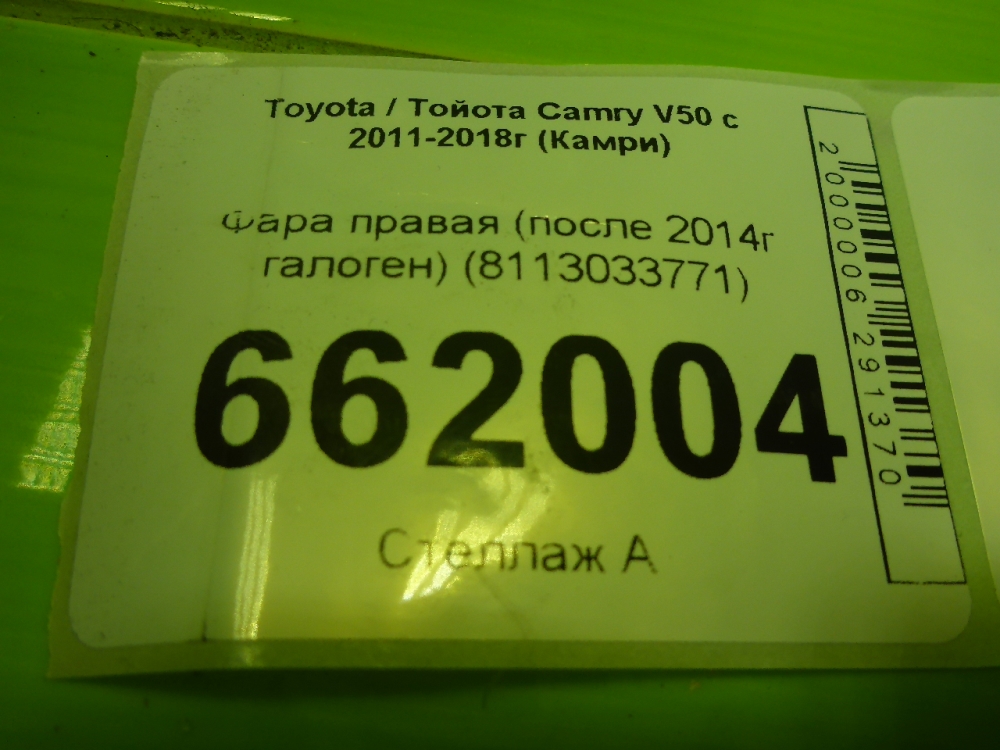 Toyota / Тойота Camry V50 с
2011-2018г (Камри)
Фара правая (после 2014г
галоген) (8113033771)
662004
Стеллаж А
2000006291370